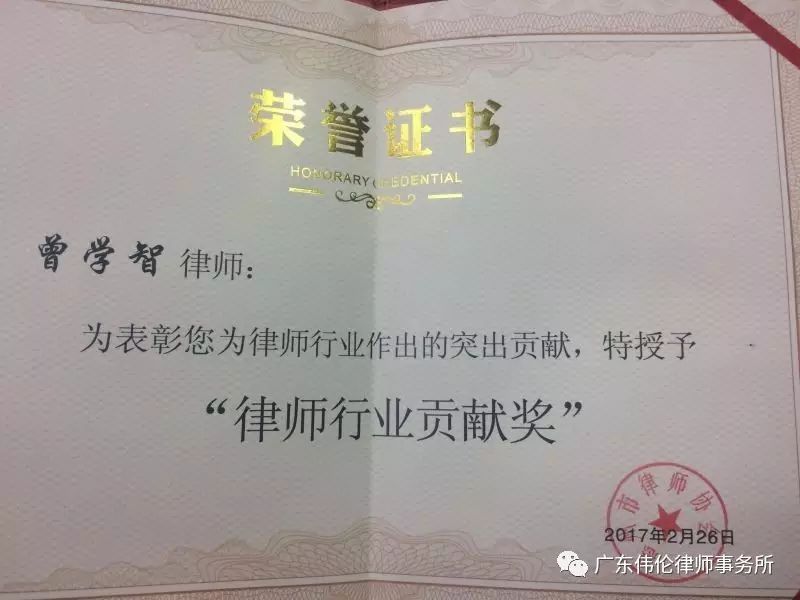 荣誉证书
HONORARY CREDENTIAL
曾学智 律师：
为表彰您为律师行业作出的突出贡献，特授予
“律师行业贡献奖”
市律师协会
2017年2月26日
广东伟伦律师事务所